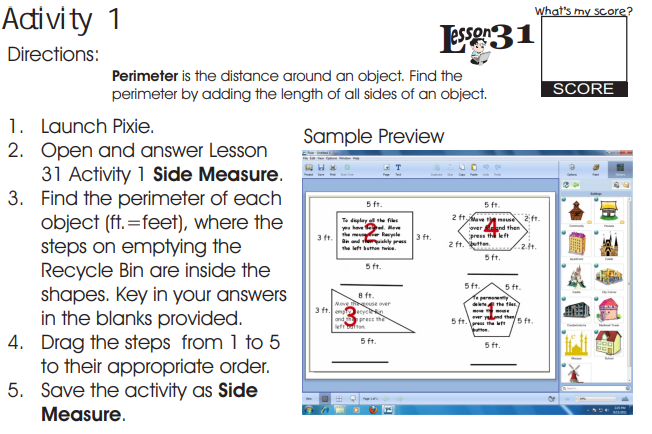 Activity 1
Lesson 31
What's my score?
SCORE
Directions:
Perimeter is the distance around an object. Find the
perimeter by adding the length of all sides of an object.
1. Launch Pixie.
2. Open and answer Lesson
31 Activity 1 Side Measure.
3. Find the perimeter of each
object (ft.=feet), where the
steps on emptying the
Recycle Bin are inside the
shapes. Key in your answers
in the blanks provided.
4. Drag the steps from 1 to 5
to their appropriate order.
5. Save the activity as Side
Measure.
Sample Preview
5 ft.
3 ft.
To display all the files
you have
the mouse over Recycle
Bin and quickly press
the left button twice.
2
3 ft.
5 ft.
5 ft.
2 ft.
2 ft.
Move the mouse
over and then
press the left
button.
4
2 ft.
2 ft.
5 ft.
8 ft.
3 ft.
Move the mouse over
empty Recycle Bin
and press the
left button.
3
5 ft.
5 ft.
5 ft.
To permanently
delete all the files,
move the mouse
over and then
press the left
button.
1
5 ft.
5 ft.
5 ft.